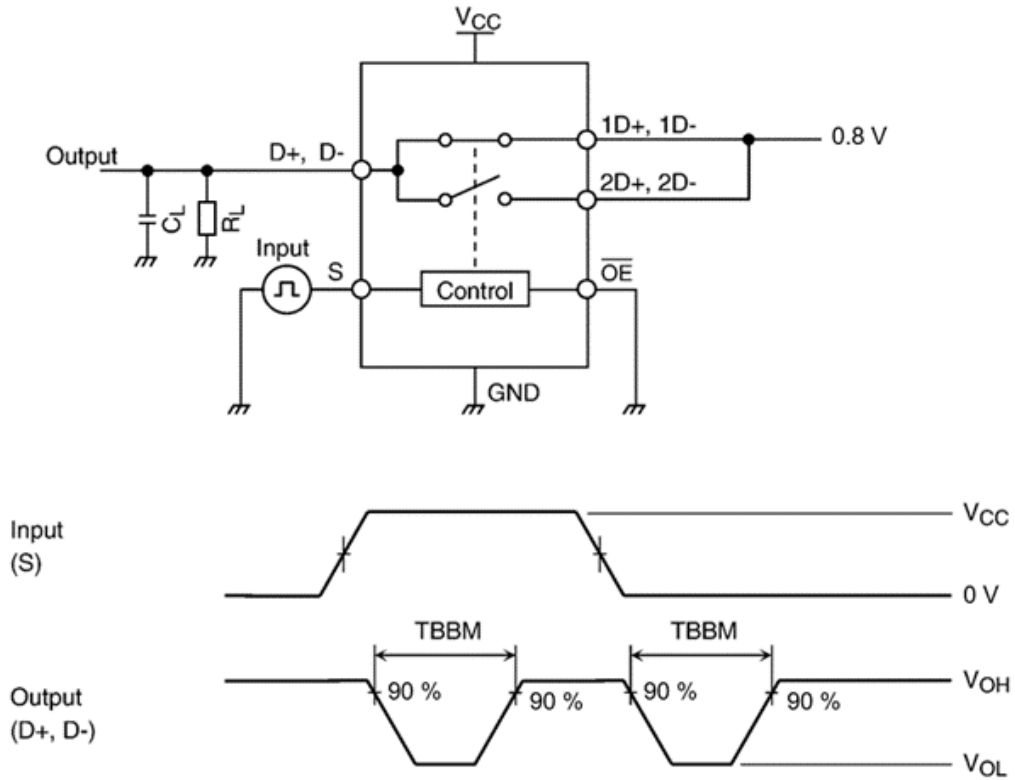 VCC
1D+, 1D-
0.8 V
Output
D+, D-
2D+, 2D-
CL
RL
Input
S
OE
Control
GND
Input
(S)
VCC
0 V
TBBM
TBBM
Output
(D+, D-)
90 %
90 %
90 %
90 %
VOH
VOL